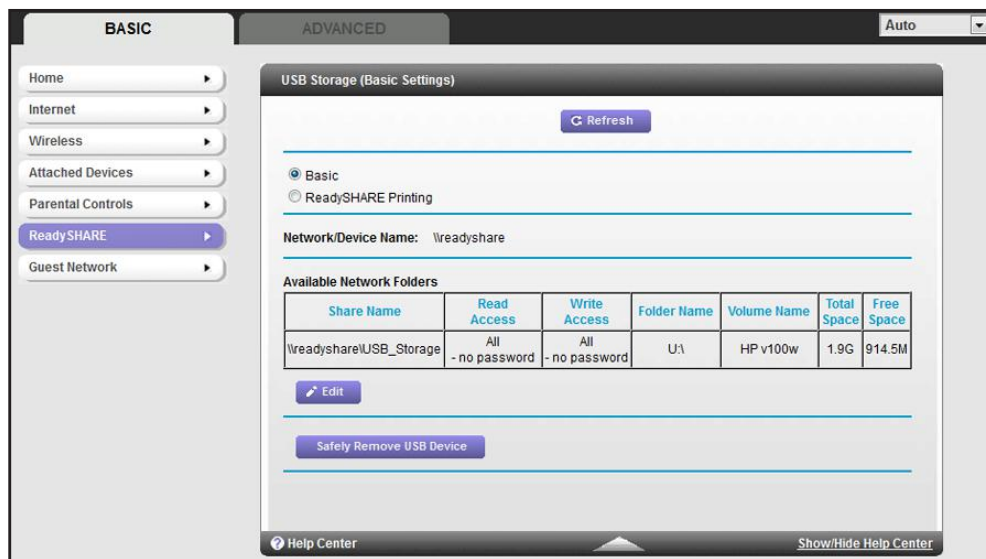 BASIC
ADVANCED
Auto
Home
Internet
Wireless
Attached Devices
Parental Controls
ReadySHARE
Guest Network
USB Storage (Basic Settings)
Refresh
Basic
ReadySHARE Printing
Network/Device Name: \\readyshare
Available Network Folders
Share Name Read Access Write Access Folder Name Volume Name Total Space Free Space
\\readyshare\USB_Storage All - no password All - no password U:\ HP v100w 1.9G 914.5M
Edit
Safely Remove USB Device
Help Center Show/Hide Help Center